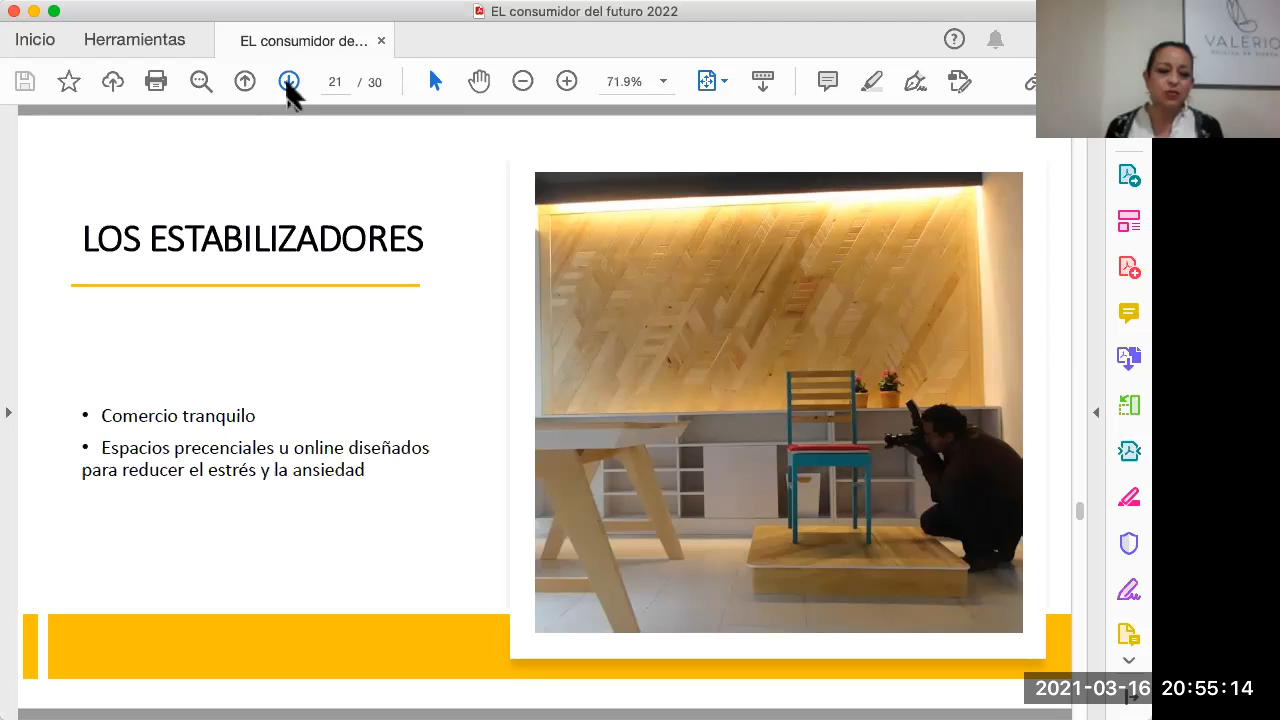 EL consumidor del futuro 2022
Inicio
Herramientas
EL consumidor de...
21 / 30
71.9%
VALERIO
LOS ESTABILIZADORES
• Comercio tranquilo
• Espacios precenciales u online diseñados
para reducer el estrés y la ansiedad
2021-03-16 20:55:14